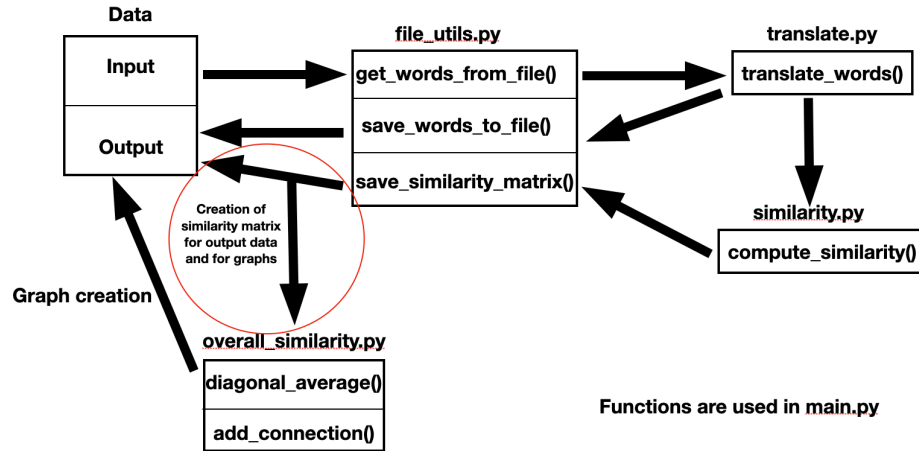 Data
Input
Output
file_utils.py
get_words_from_file()
save_words_to_file()
save_similarity_matrix()
translate.py
translate_words()
similarity.py
compute_similarity()
Creation of
similarity matrix
for output data
and for graphs
Graph creation
overall_similarity.py
diagonal_average()
add_connection()
Functions are used in main.py